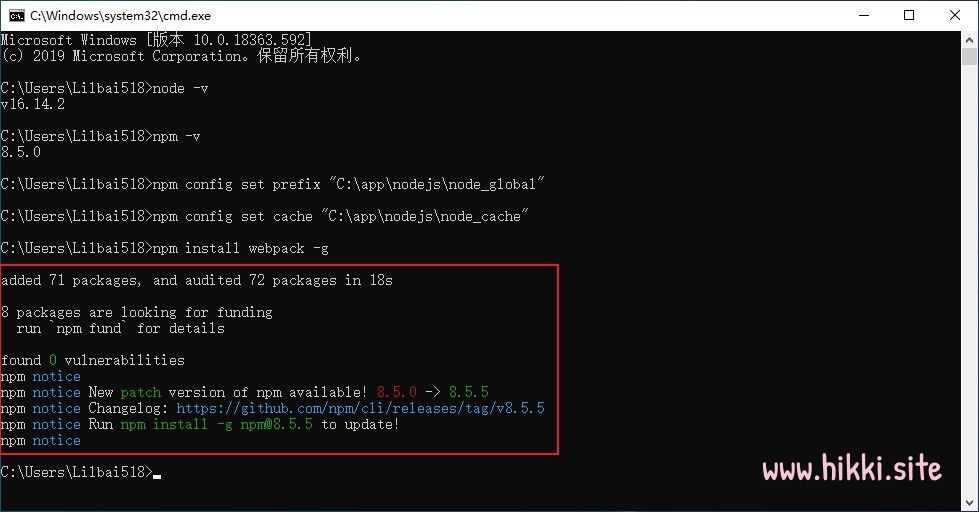 C:\Windows\system32\cmd.exe
Microsoft Windows [版本 10.0.18363.592]
(c) 2019 Microsoft Corporation。保留所有权利。
C:\Users\Lilbai518>node -v
v16.14.2
C:\Users\Lilbai518>npm -v
8.5.0
C:\Users\Lilbai518>npm config set prefix "C:\app\nodejs\node_global"
C:\Users\Lilbai518>npm config set cache "C:\app\nodejs\node_cache"
C:\Users\Lilbai518>npm install webpack -g
added 71 packages, and audited 72 packages in 18s
8 packages are looking for funding
  run `npm fund` for details
found 0 vulnerabilities
npm notice
npm notice New patch version of npm available! 8.5.0 -> 8.5.5
npm notice Changelog: https://github.com/npm/cli/releases/tag/v8.5.5
npm notice Run npm install -g npm@8.5.5 to update!
npm notice
C:\Users\Lilbai518>
www.hikki.site